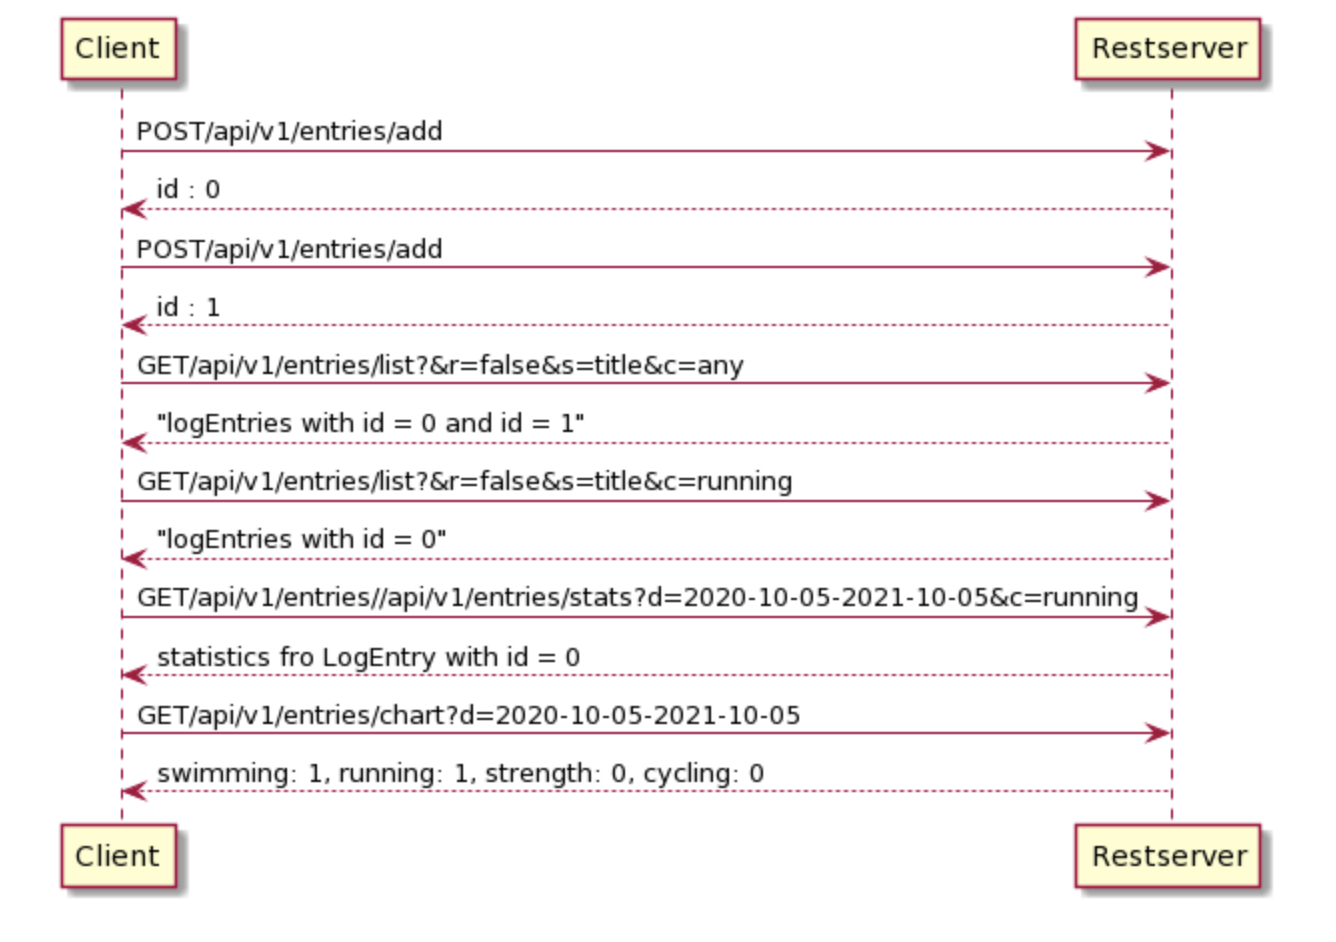 Client Restserver
POST/api/v1/entries/add
id : 0
POST/api/v1/entries/add
id : 1
GET/api/v1/entries/list?&r=false&s=title&c=any
"logEntries with id = 0 and id = 1"
GET/api/v1/entries/list?&r=false&s=title&c=running
"logEntries with id = 0"
GET/api/v1/entries//api/v1/entries/stats?d=2020-10-05-2021-10-05&c=running
statistics fro LogEntry with id = 0
GET/api/v1/entries/chart?d=2020-10-05-2021-10-05
swimming: 1, running: 1, strength: 0, cycling: 0
Client Restserver